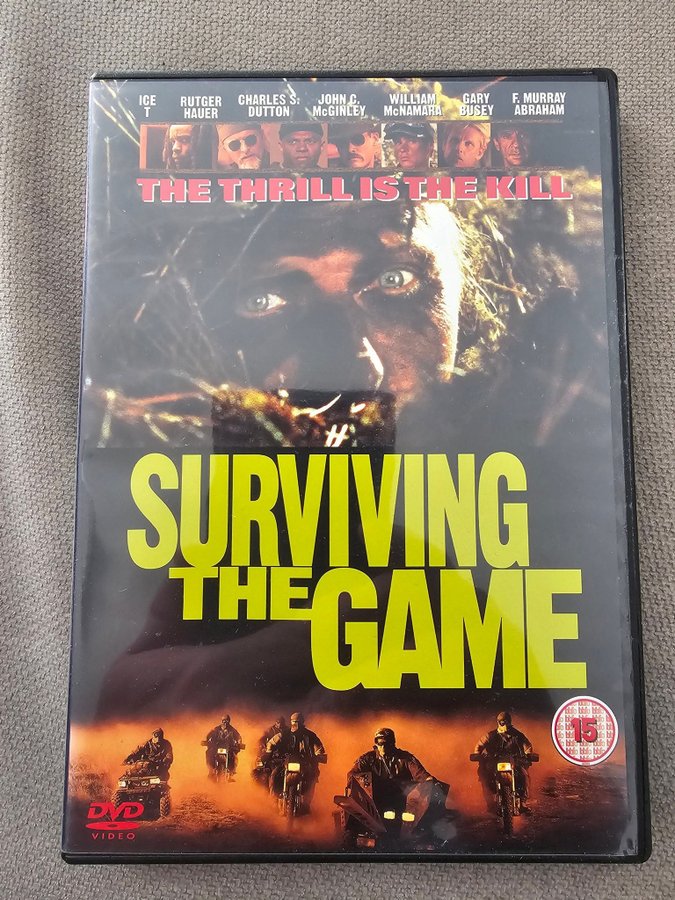 ICE T
RUTGER HAUER
CHARLES S. DUTTON
JOHN C. McGINLEY
WILLIAM McNAMARA
GARY BUSEY
F. MURRAY ABRAHAM
THE THRILL IS THE KILL
SURVIVING
THE GAME
15
DVD
VIDEO